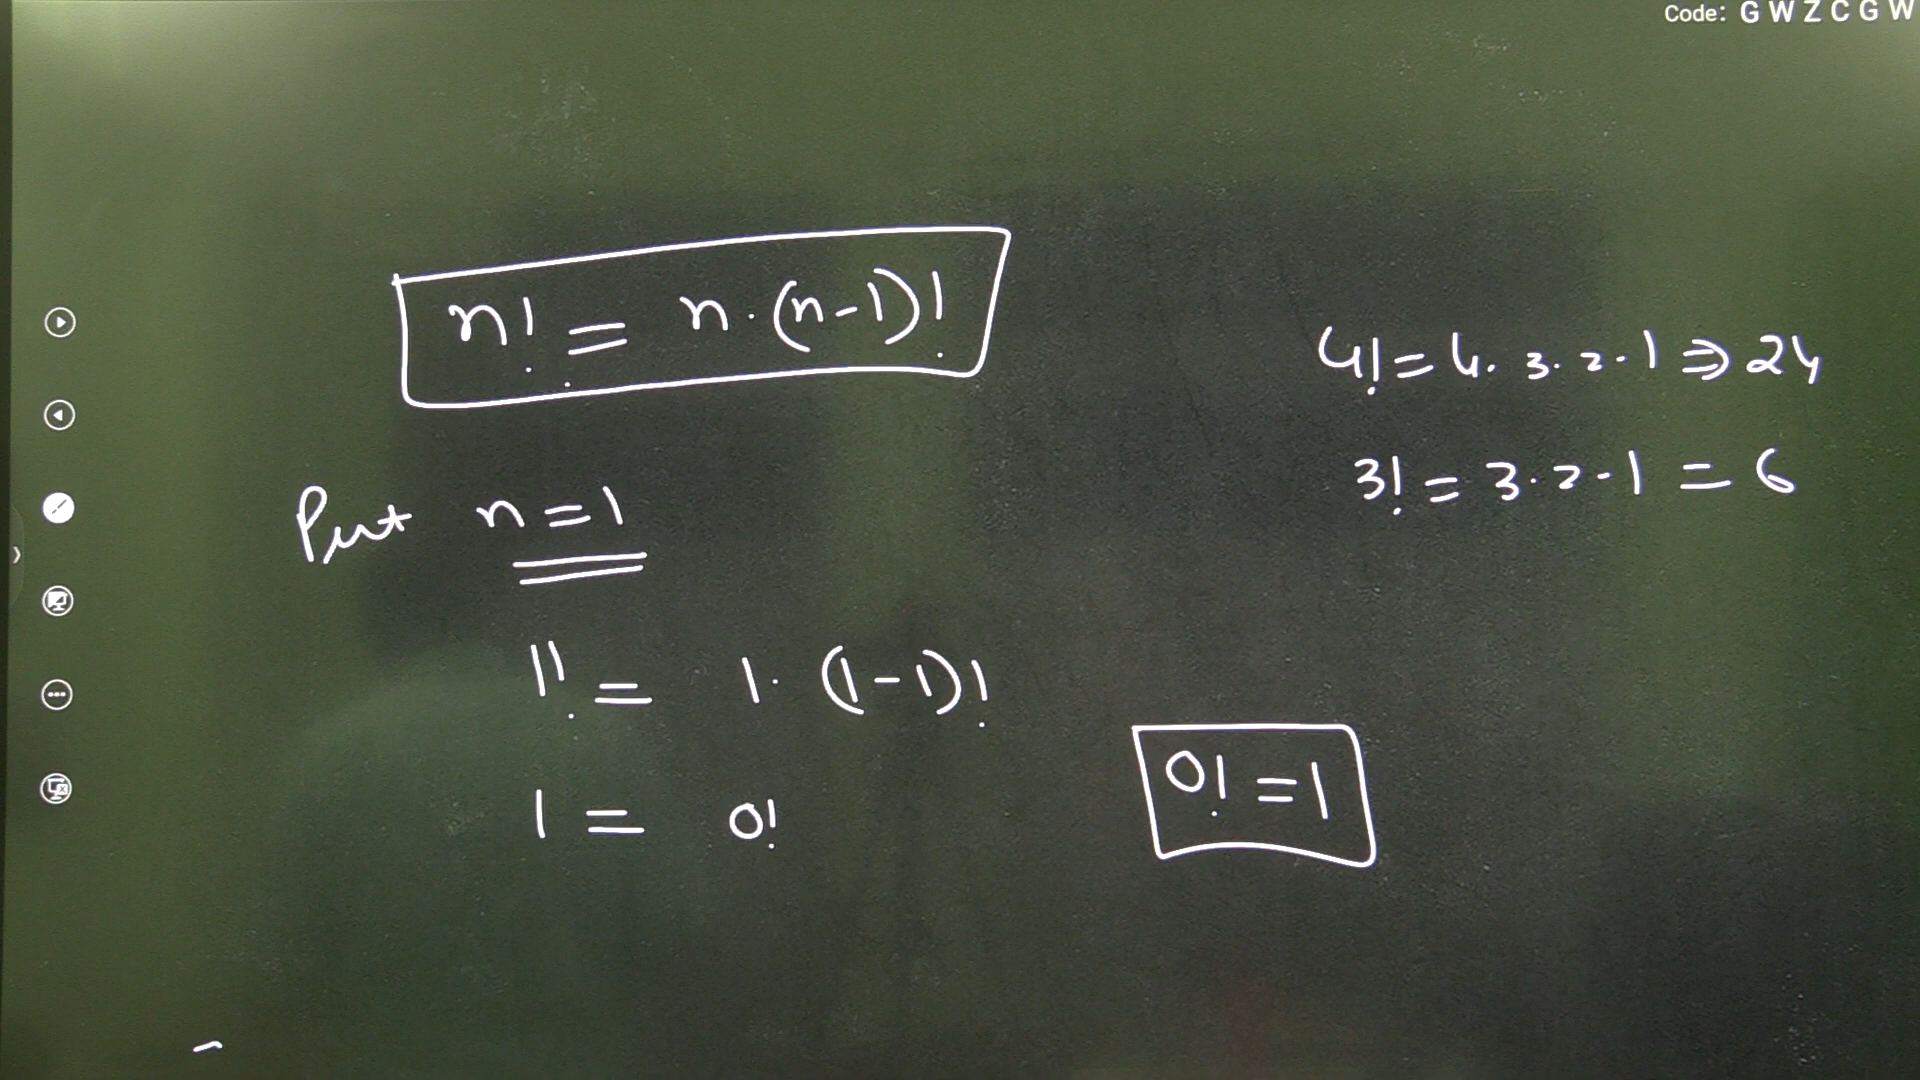 Code: G W Z C G W
n! = n · (n-1)!
4! = 4 · 3 · 2 · 1 ⇒ 24
3! = 3 · 2 · 1 = 6
Put n = 1
1! = 1 · (1-1)!
1 = 0!
0! = 1